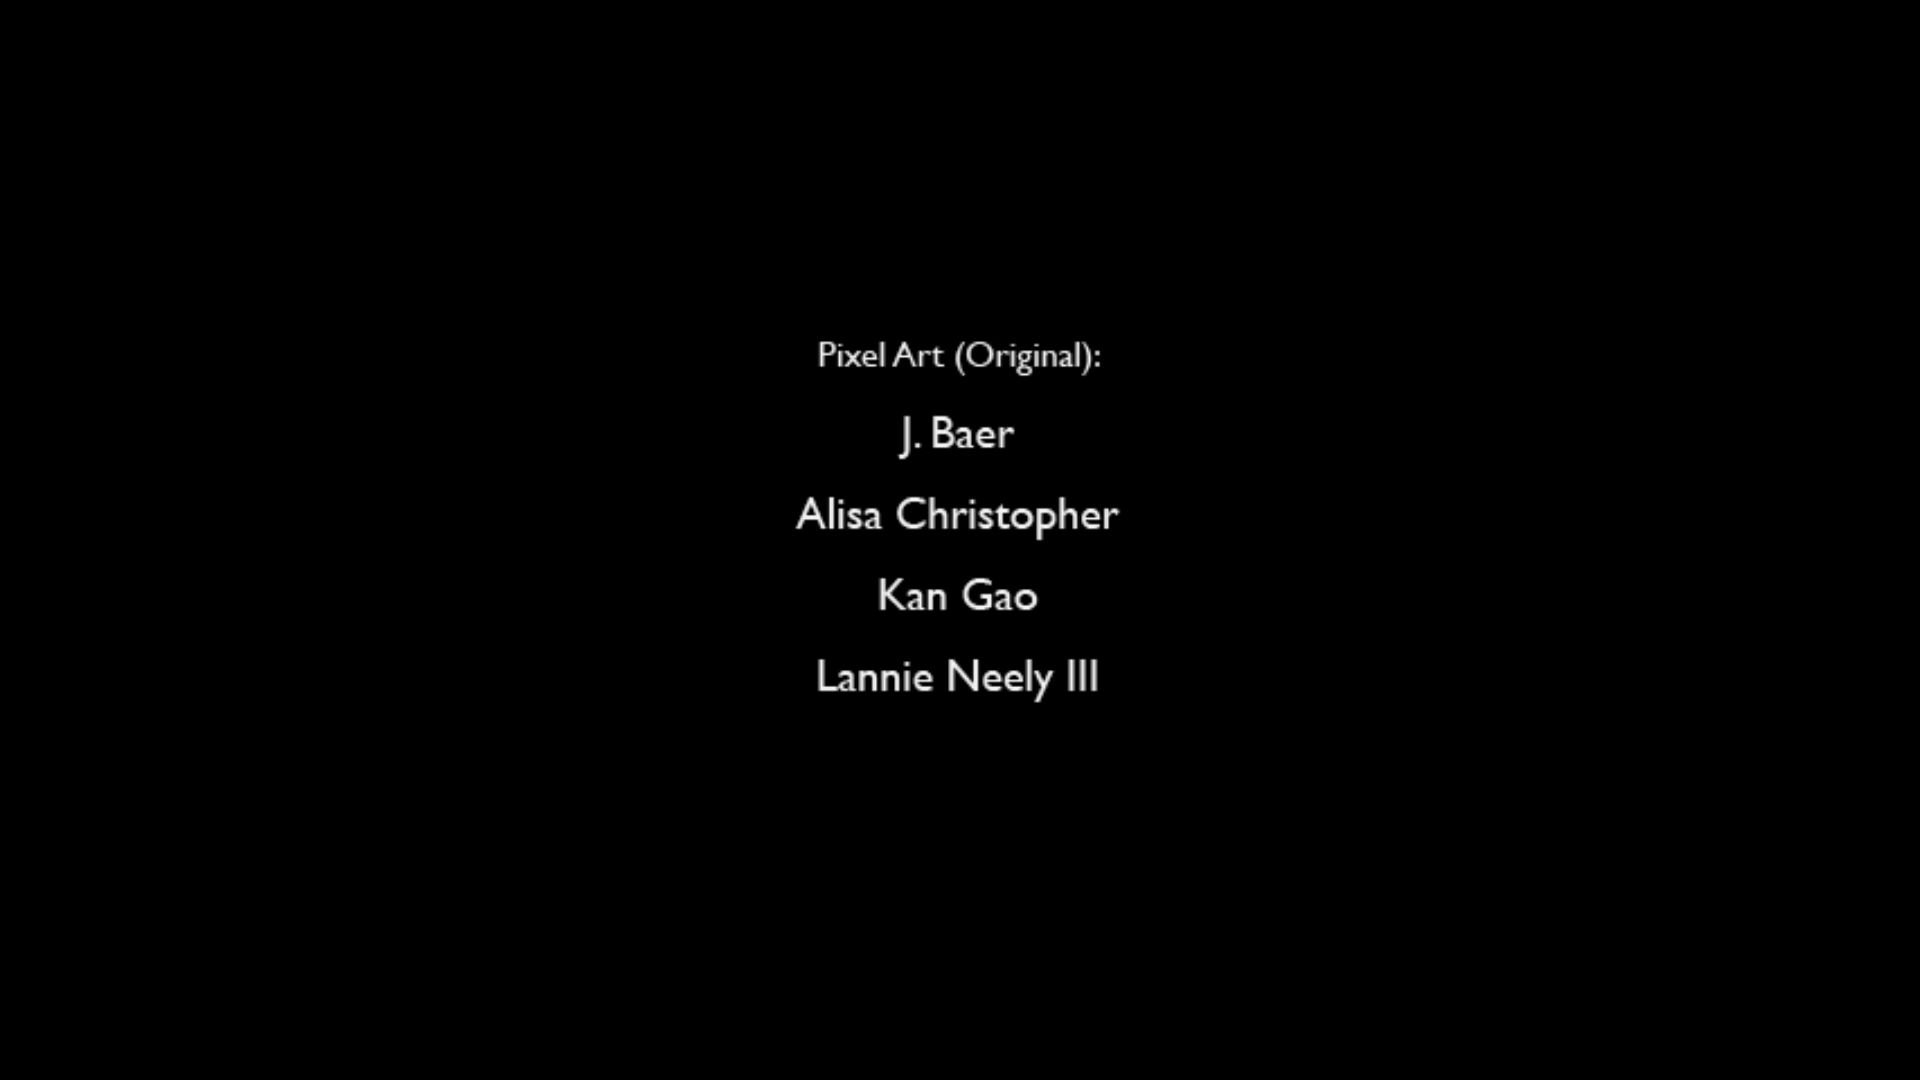 Pixel Art (Original):
J. Baer
Alisa Christopher
Kan Gao
Lannie Neely III